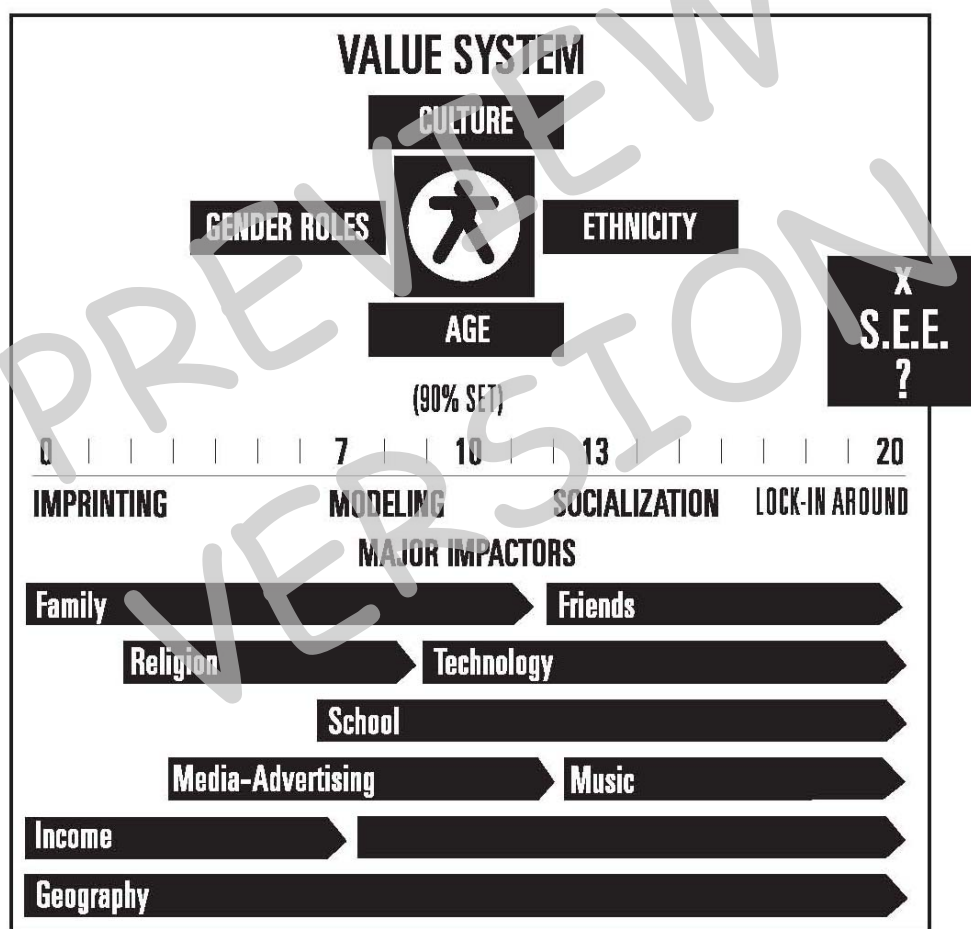 VALUE SYSTEM
CULTURE
GENDER ROLES
ETHNICITY
AGE
X
S.E.E.
?
(90% SET)
0 7 10 13 20
IMPRINTING MODELING SOCIALIZATION LOCK-IN AROUND
MAJOR IMPACTORS
Family Friends
Religion Technology
School
Media-Advertising Music
Income
Geography
PREVIEW
VERSION